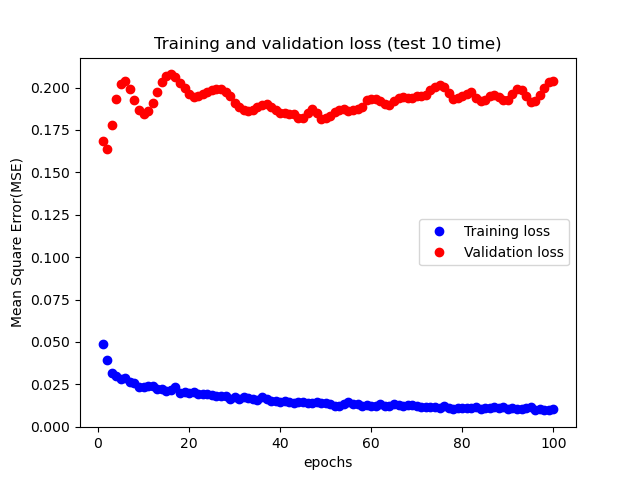 Training and validation loss (test 10 time)
Mean Square Error(MSE)
0.200
0.175
0.150
0.125
0.100
0.075
0.050
0.025
0.000
Training loss
Validation loss
0 20 40 60 80 100
epochs